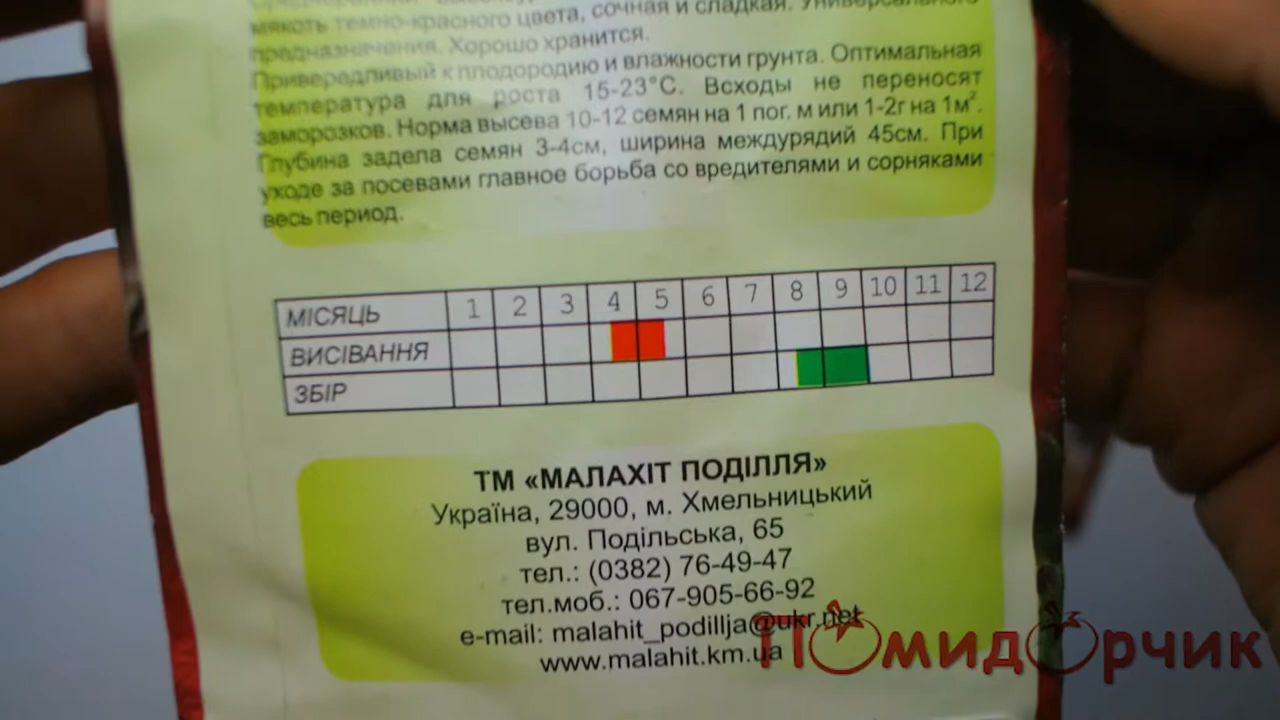 мякоть темно-красного цвета, сочная и сладкая. Универсального
предназначения. Хорошо хранится.
Привередливый к плодородию и влажности грунта. Оптимальная
температура для роста 15-23°С. Всходы не переносят
заморозков. Норма высева 10-12 семян на 1 пог. м или 1-2г на 1м².
Глубина задела семян 3-4см, ширина междурядий 45см. При
уходе за посевами главное борьба со вредителями и сорняками
весь период.
МІСЯЦЬ 1 2 3 4 5 6 7 8 9 10 11 12
ВИСІВАННЯ
ЗБІР
ТМ «МАЛАХІТ ПОДІЛЛЯ»
Україна, 29000, м. Хмельницький
вул. Подільська, 65
тел.: (0382) 76-49-47
тел.моб.: 067-905-66-92
e-mail: malahit_podillja@ukr.net
www.malahit.km.ua
Помидорчик